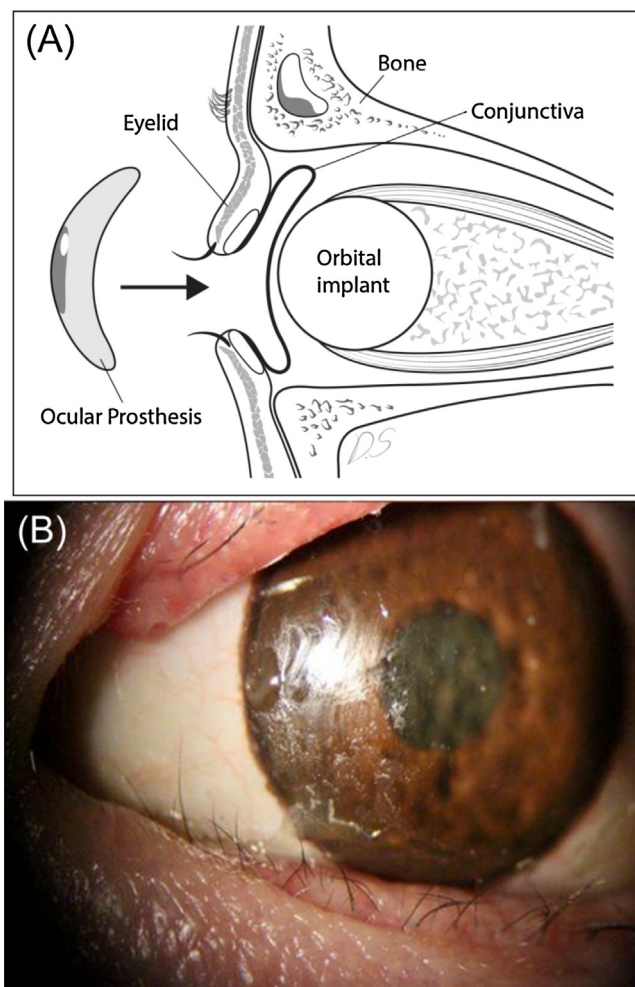 (A)
Bone
Conjunctiva
Eyelid
Orbital
implant
Ocular Prosthesis
D.S
(B)